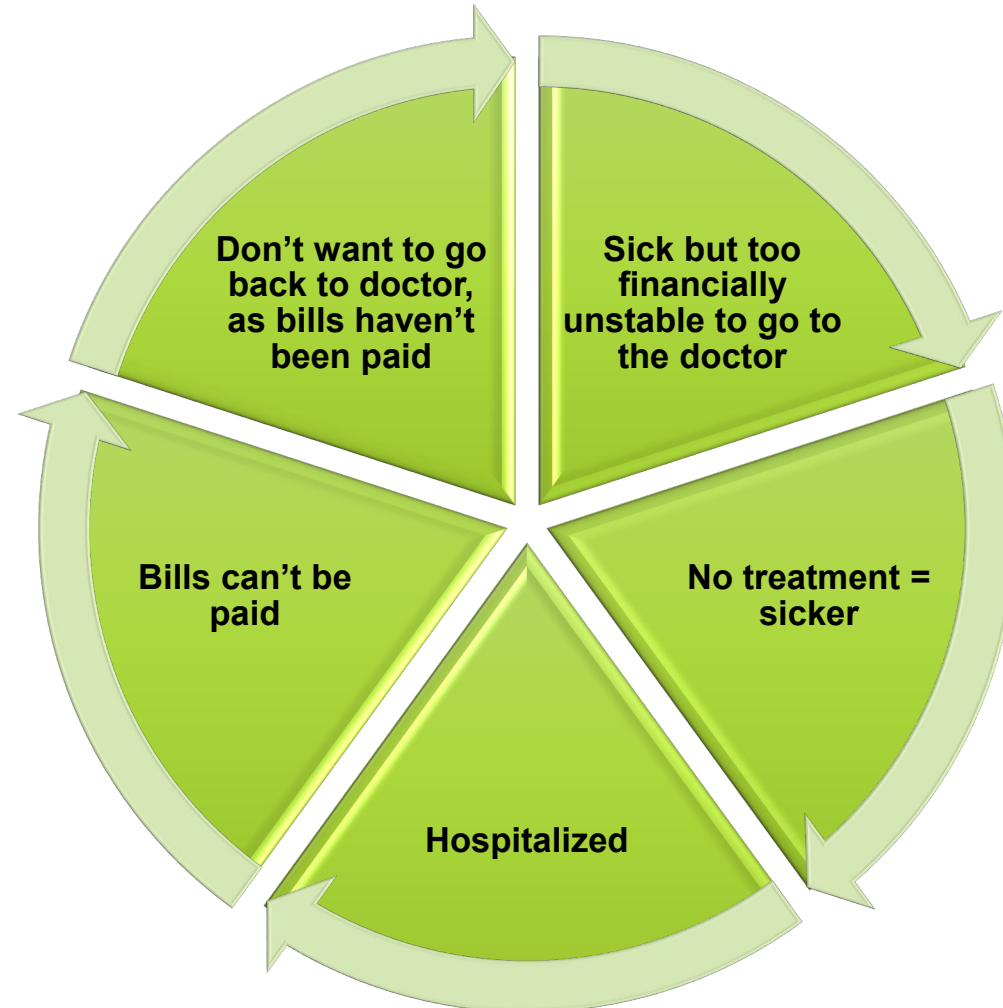 Don’t want to go
back to doctor,
as bills haven’t
been paid
Sick but too
financially
unstable to go to
the doctor
Bills can’t be
paid
No treatment =
sicker
Hospitalized